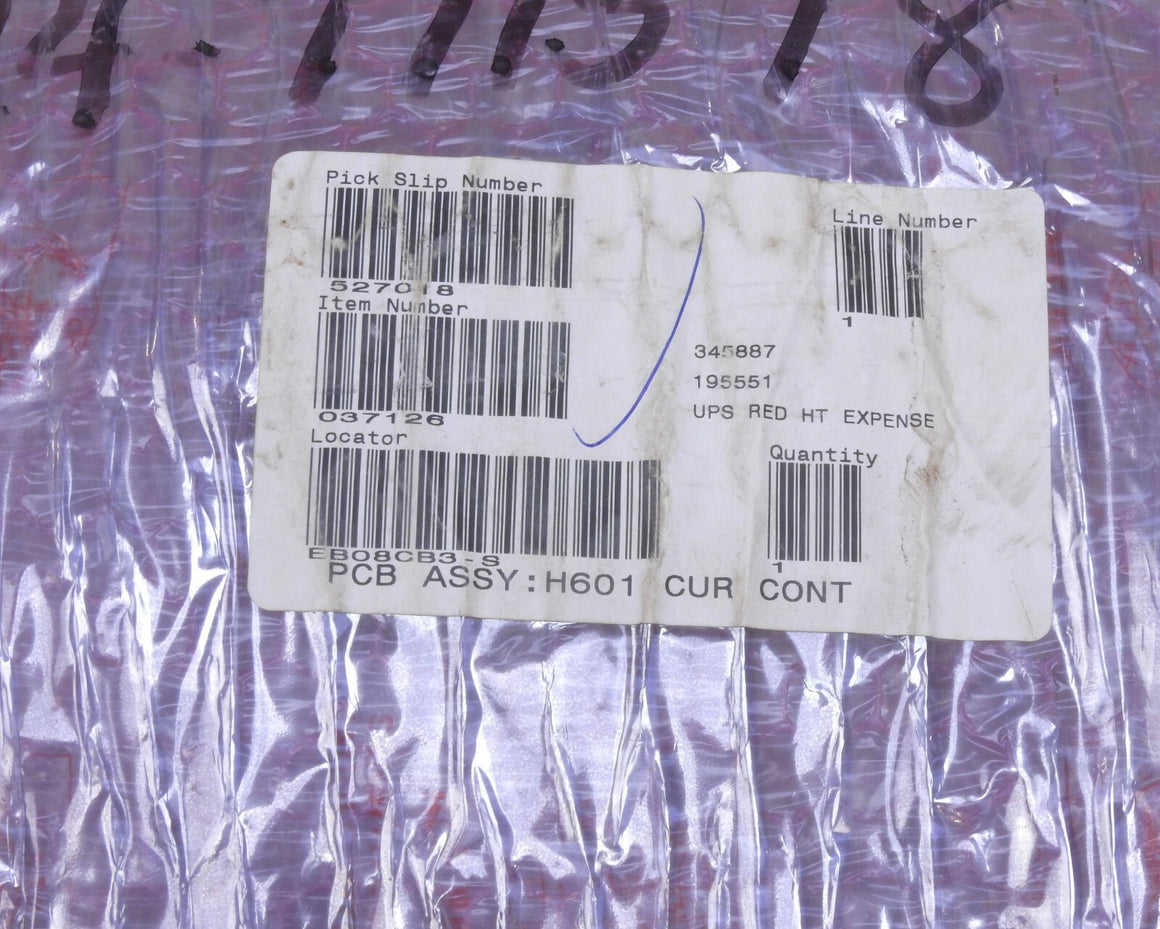 Pick Slip Number
527018
Item Number
037126
Locator
EB08CB3-S
PCB ASSY:H601 CUR CONT
Line Number
1
345887
195551
UPS RED HT EXPENSE
Quantity
1